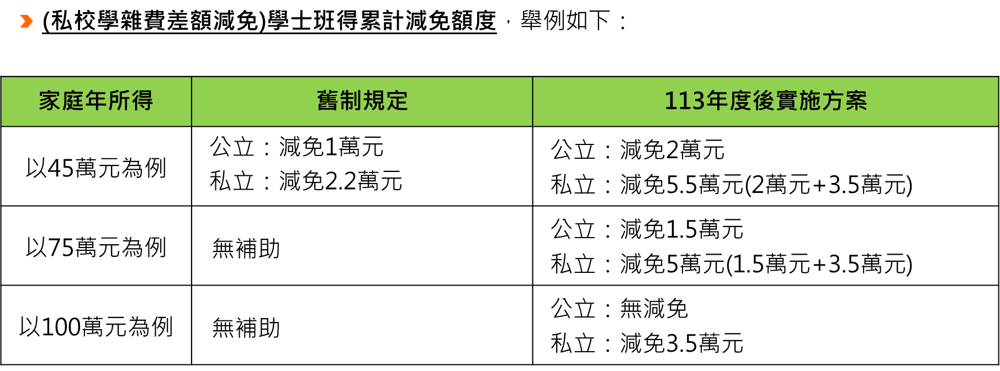 (私校學雜費差額減免)學士班得累計減免額度，舉例如下：
家庭年所得
舊制規定
113年度後實施方案
以45萬元為例
公立：減免1萬元
私立：減免2.2萬元
公立：減免2萬元
私立：減免5.5萬元(2萬元+3.5萬元)
以75萬元為例
無補助
公立：減免1.5萬元
私立：減免5萬元(1.5萬元+3.5萬元)
以100萬元為例
無補助
公立：無減免
私立：減免3.5萬元